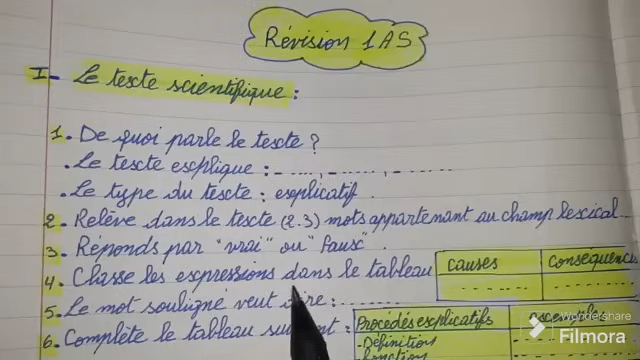 Révision 1AS
I- Le texte scientifique :
1. De quoi parle le texte ?
. Le texte explique : - ....., - ......., - .......
. Le type du texte : explicatif.
2. Relève dans le texte (2.3) mots appartenant au champ lexical...
3. Réponds par "vrai" ou "faux".
4. Classe les expressions dans le tableau
causes | conséquences
5. Le mot souligné veut dire : .........
6. Complète le tableau suivant :
Procédés explicatifs | exemples
- Définition
- Fonction
Wondershare
Filmora